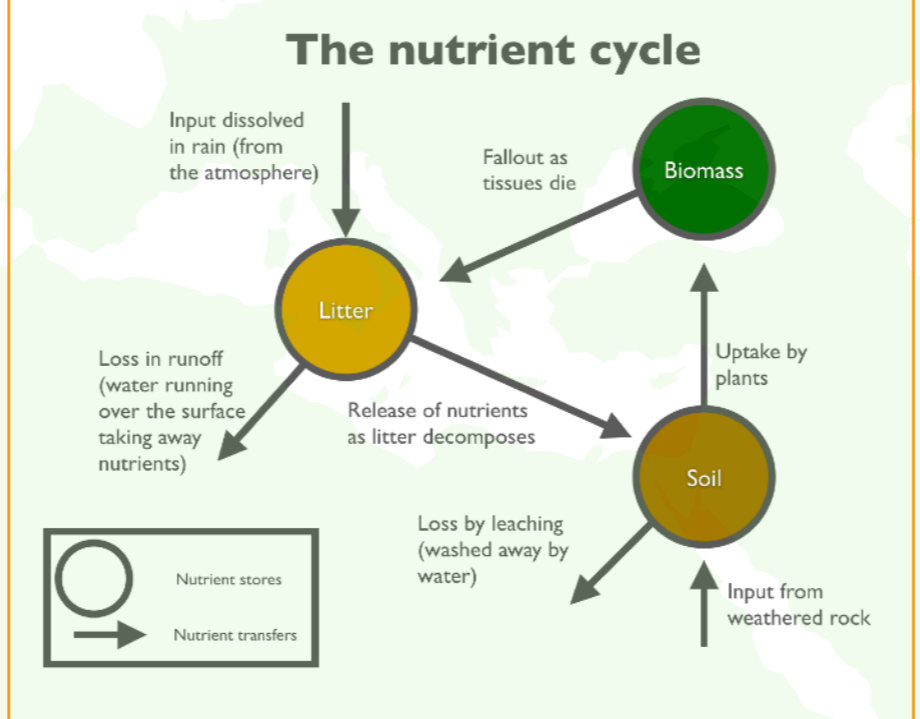 The nutrient cycle
Input dissolved
in rain (from
the atmosphere)
Fallout as
tissues die
Biomass
Litter
Loss in runoff
(water running
over the surface
taking away
nutrients)
Release of nutrients
as litter decomposes
Uptake by
plants
Soil
Loss by leaching
(washed away by
water)
Input from
weathered rock
Nutrient stores
Nutrient transfers